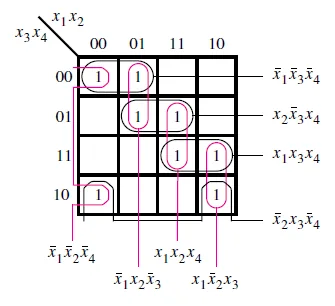 x₁x₂
x₃x₄
00 01 11 10
00 1 1 x̄₁x̄₃x̄₄
01 1 1 x₂x̄₃x₄
11 1 1 x₁x₃x₄
10 1 1 x̄₂x₃x̄₄
x̄₁x̄₂x̄₄ x₁x₂x₄
x̄₁x₂x̄₃ x₁x̄₂x₃